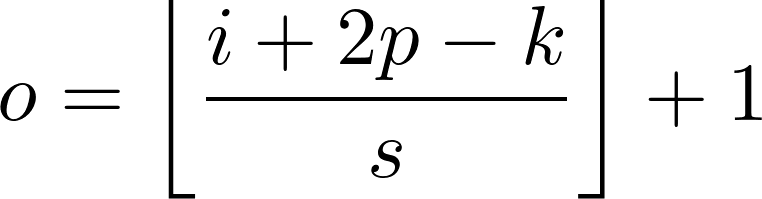 o = ⌊(i + 2p − k) / s⌋ + 1